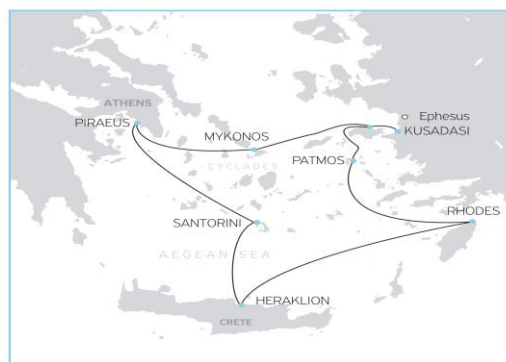 ATHENS
PIRAEUS
MYKONOS
Ephesus
KUSADASI
CYCLADES
PATMOS
SANTORINI
RHODES
AEGEAN SEA
HERAKLION
CRETE